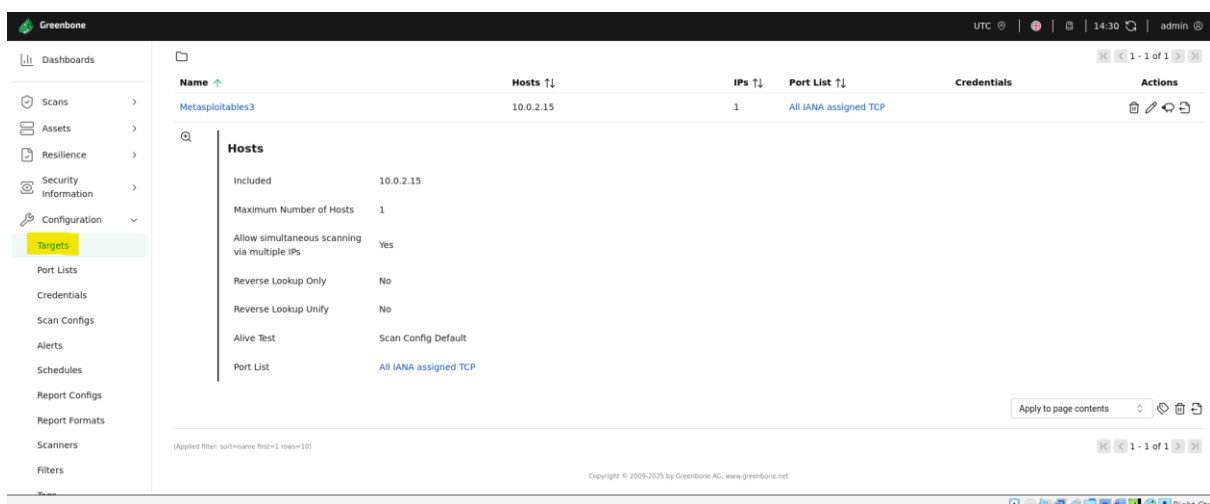 Greenbone
UTC
14:30
admin
Dashboards
1 - 1 of 1
Name Hosts IPs Port List Credentials Actions
Scans
Metasploitables3 10.0.2.15 1 All IANA assigned TCP
Assets
Resilience
Hosts
Security
Information
Included 10.0.2.15
Configuration
Maximum Number of Hosts 1
Targets
Allow simultaneous scanning
via multiple IPs Yes
Port Lists
Reverse Lookup Only No
Credentials
Reverse Lookup Unify No
Scan Configs
Alive Test Scan Config Default
Alerts
Schedules
Port List All IANA assigned TCP
Report Configs
Apply to page contents
Report Formats
Scanners
(Applied filter: sort=name first=1 rows=10)
1 - 1 of 1
Filters
Copyright © 2009-2025 by Greenbone AG, www.greenbone.net
Right Ctr